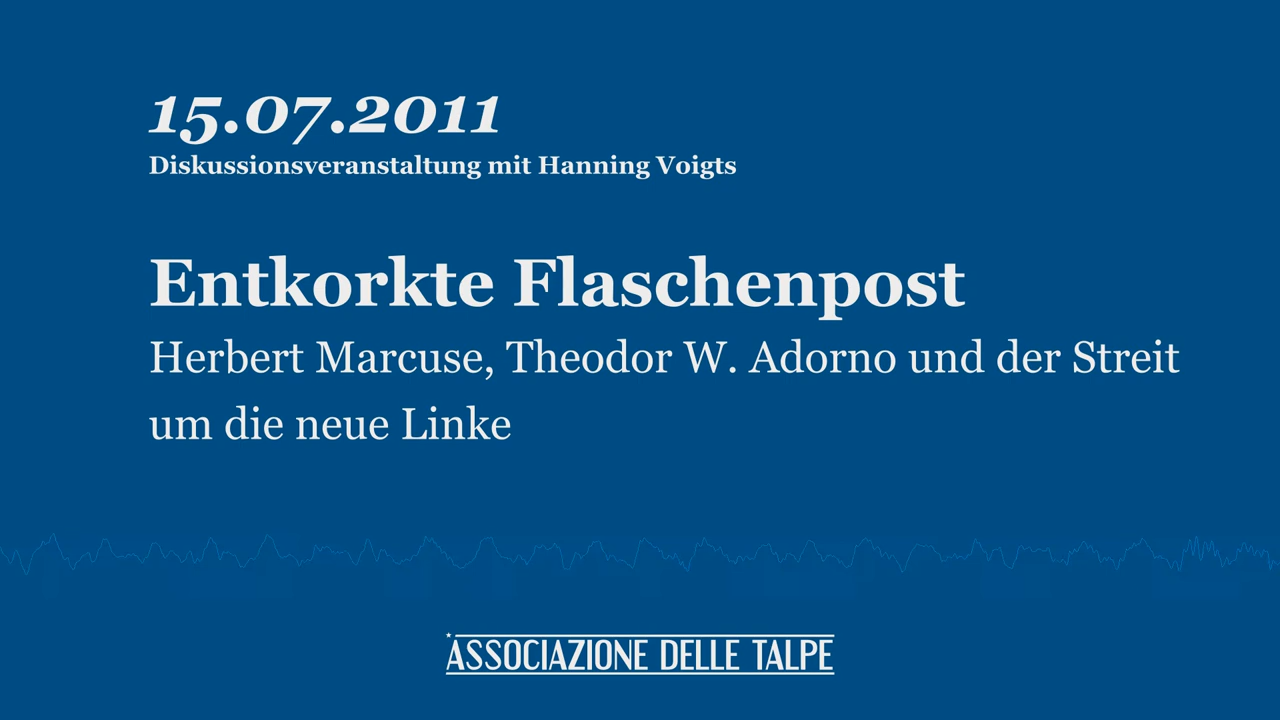 15.07.2011
Diskussionsveranstaltung mit Hanning Voigts
Entkorkte Flaschenpost
Herbert Marcuse, Theodor W. Adorno und der Streit
um die neue Linke
ASSOCIAZIONE DELLE TALPE